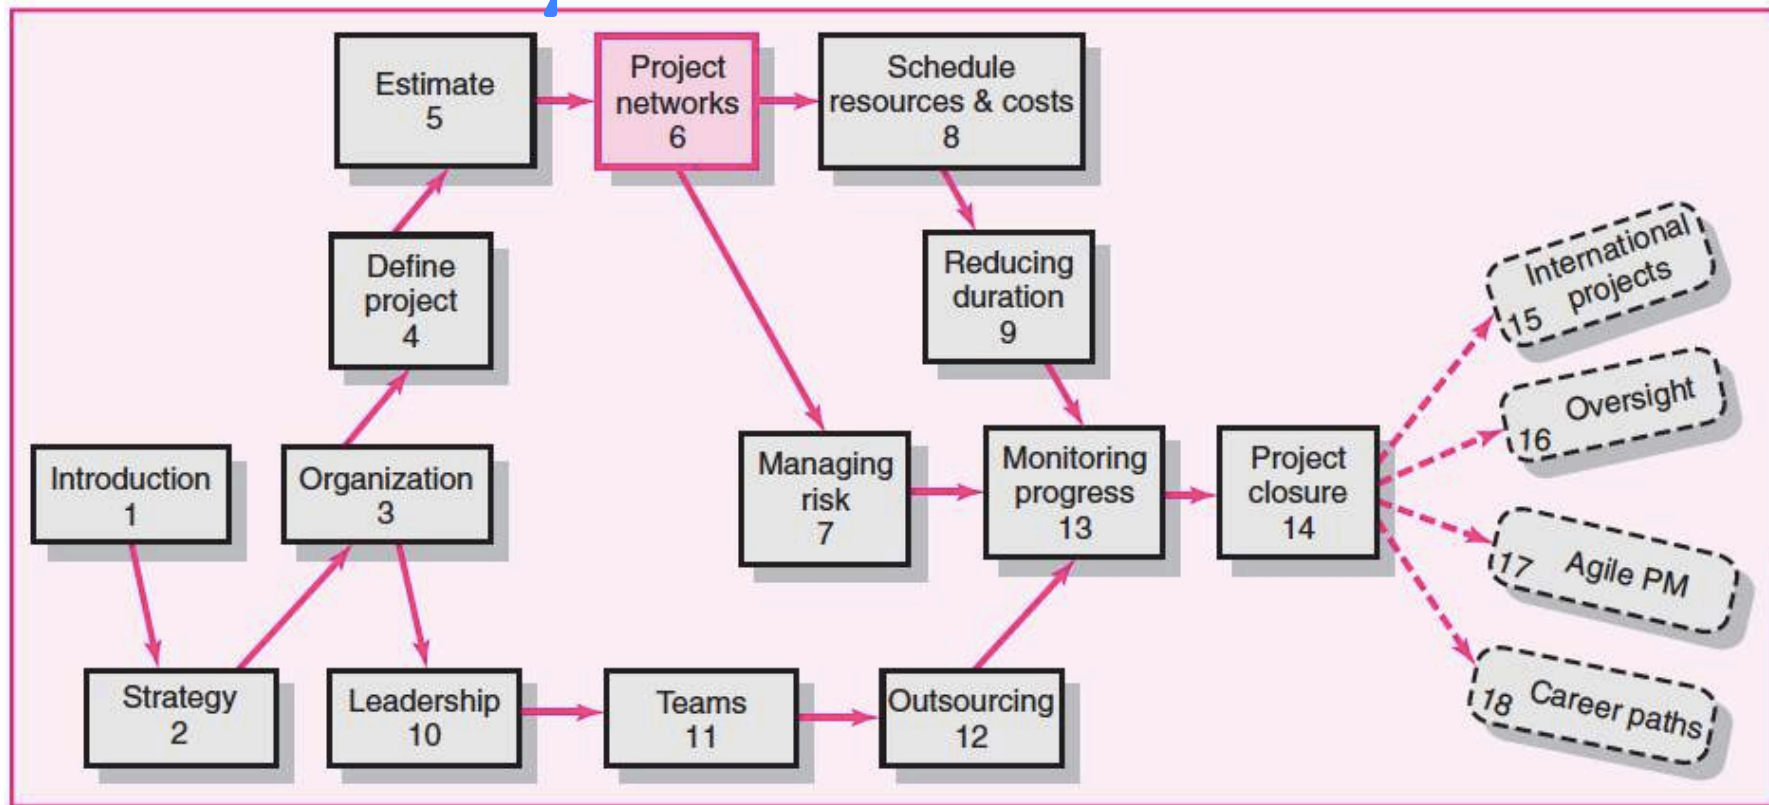 Estimate
5
Project
networks
6
Schedule
resources & costs
8
Define
project
4
Reducing
duration
9
International
projects
15
Oversight
16
Introduction
1
Organization
3
Managing
risk
7
Monitoring
progress
13
Project
closure
14
Agile PM
17
Strategy
2
Leadership
10
Teams
11
Outsourcing
12
Career paths
18